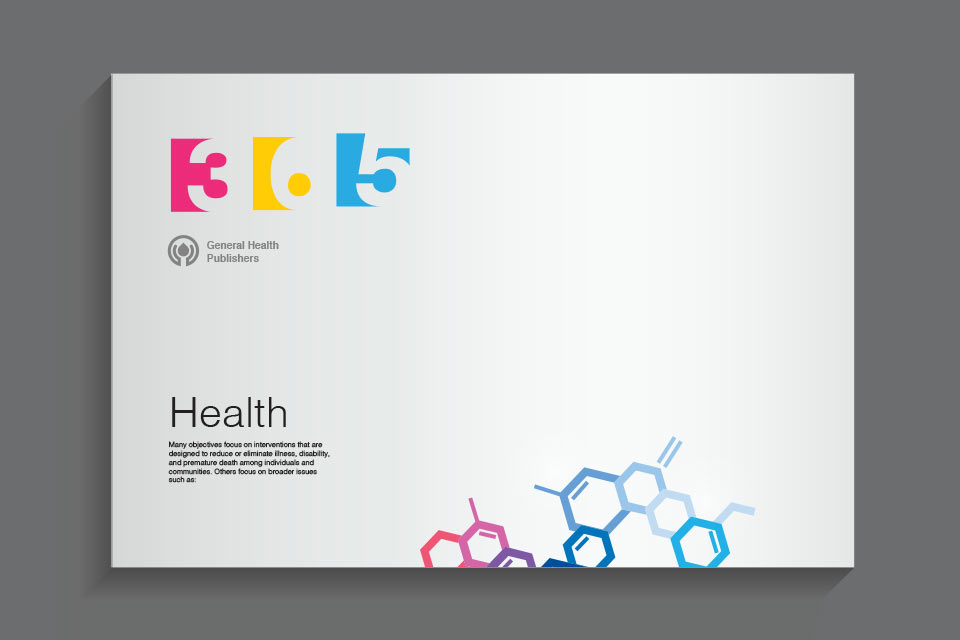 365
General Health
Publishers
Health
Many objectives focus on interventions that are
designed to reduce or eliminate illness, disability,
and premature death among individuals and
communities. Others focus on broader issues
such as: